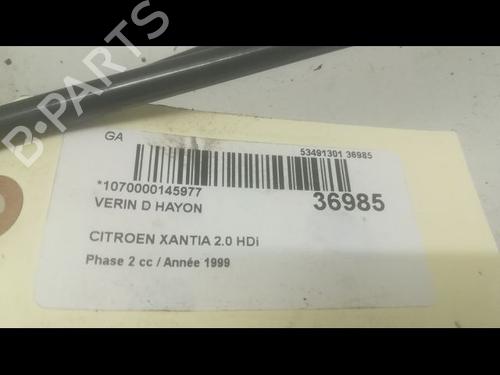 B-PARTS
GA
53491301 36985
*1070000145977
36985
VERIN D HAYON
CITROEN XANTIA 2.0 HDi
Phase 2 cc / Année 1999